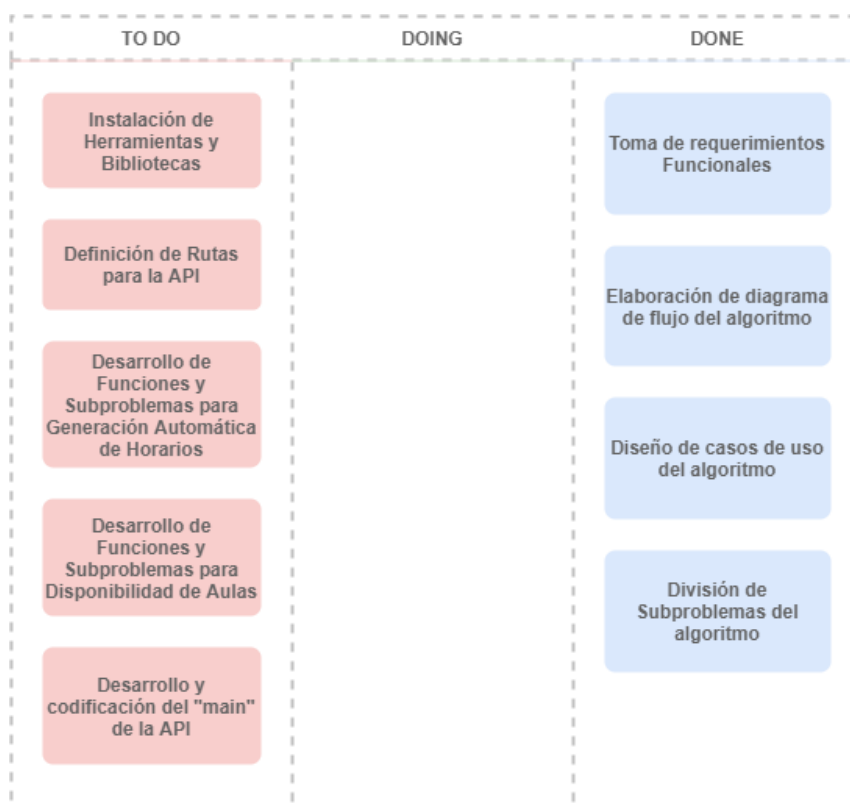 TO DO
DOING
DONE
Instalación de
Herramientas y
Bibliotecas
Definición de Rutas
para la API
Desarrollo de
Funciones y
Subproblemas para
Generación Automática
de Horarios
Desarrollo de
Funciones y
Subproblemas para
Disponibilidad de Aulas
Desarrollo y
codificación del "main"
de la API
Toma de requerimientos
Funcionales
Elaboración de diagrama
de flujo del algoritmo
Diseño de casos de uso
del algoritmo
División de
Subproblemas del
algoritmo